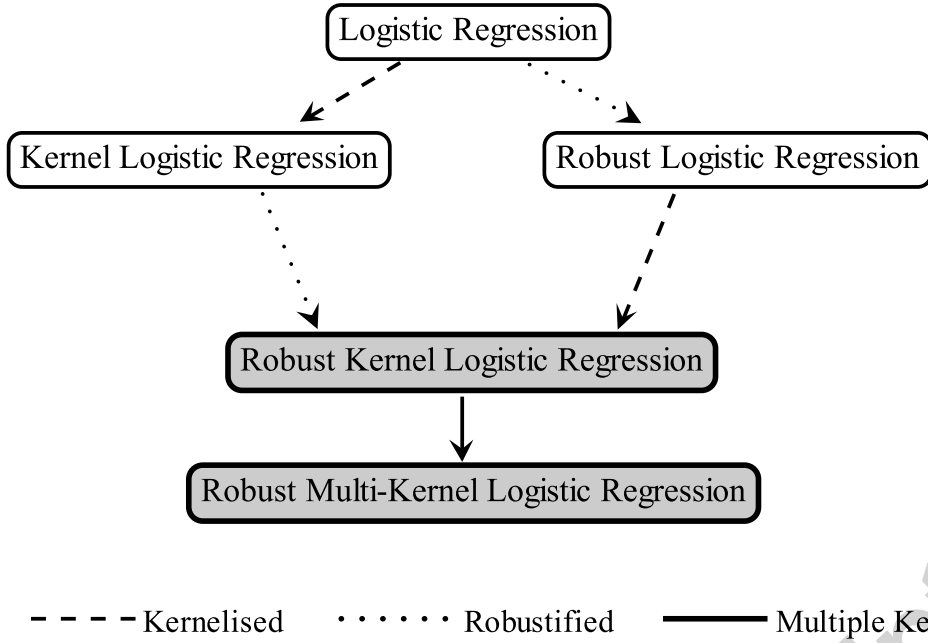 Logistic Regression
Kernel Logistic Regression
Robust Logistic Regression
Robust Kernel Logistic Regression
Robust Multi-Kernel Logistic Regression
Kernelised Robustified Multiple Ke